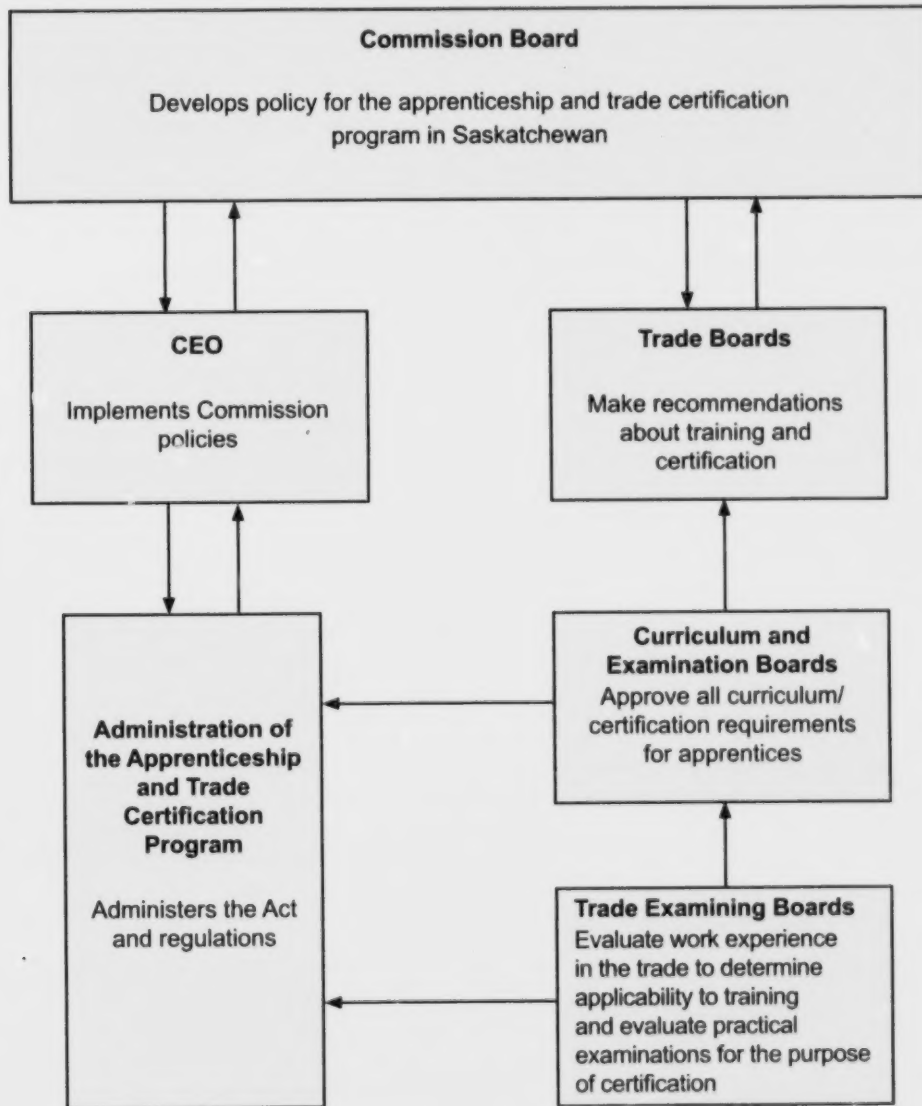 Commission Board
Develops policy for the apprenticeship and trade certification
program in Saskatchewan
CEO
Implements Commission
policies
Trade Boards
Make recommendations
about training and
certification
Administration of
the Apprenticeship
and Trade
Certification
Program
Administers the Act
and regulations
Curriculum and
Examination Boards
Approve all curriculum/
certification requirements
for apprentices
Trade Examining Boards
Evaluate work experience
in the trade to determine
applicability to training
and evaluate practical
examinations for the purpose
of certification